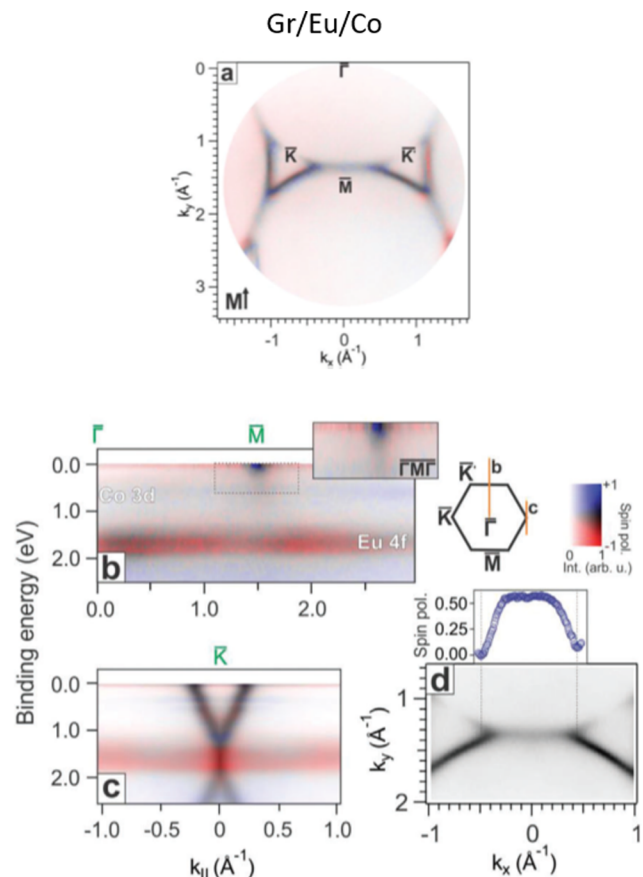 Gr/Eu/Co
a
Γ̅
0
1
2
3
K̅
K̅'
M̅
M↑
k_y (Å⁻¹)
-1 0 1
kₓ (Å⁻¹)
Γ̅ M̅
0.0
1.0
2.0
Co 3d
Eu 4f
b
Γ̅M̅Γ̅
0.0 1.0 2.0
Binding energy (eV)
K̅' b
K̅ Γ̅ c
M̅
+1
-1
Spin pol.
0 1
Int. (arb. u.)
K̅
0.0
1.0
2.0
c
-1.0 -0.5 0 0.5 1.0
k_|| (Å⁻¹)
Spin pol.
0.50
0.25
0.00
d
1
2
k_y (Å⁻¹)
-1 0 1
kₓ (Å⁻¹)